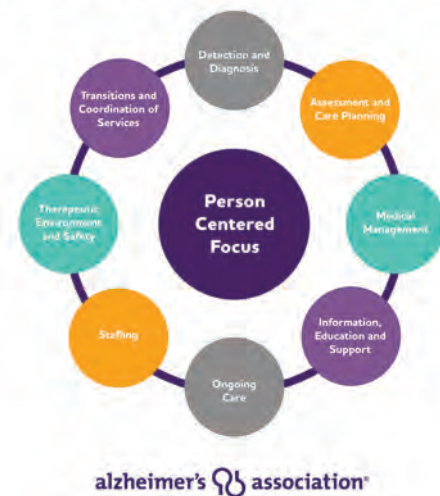 Detection and
Diagnosis
Assessment and
Care Planning
Medical
Management
Information,
Education and
Support
Ongoing
Care
Staffing
Therapeutic
Environment
and Safety
Transitions and
Coordination of
Services
Person
Centered
Focus
alzheimer's association®